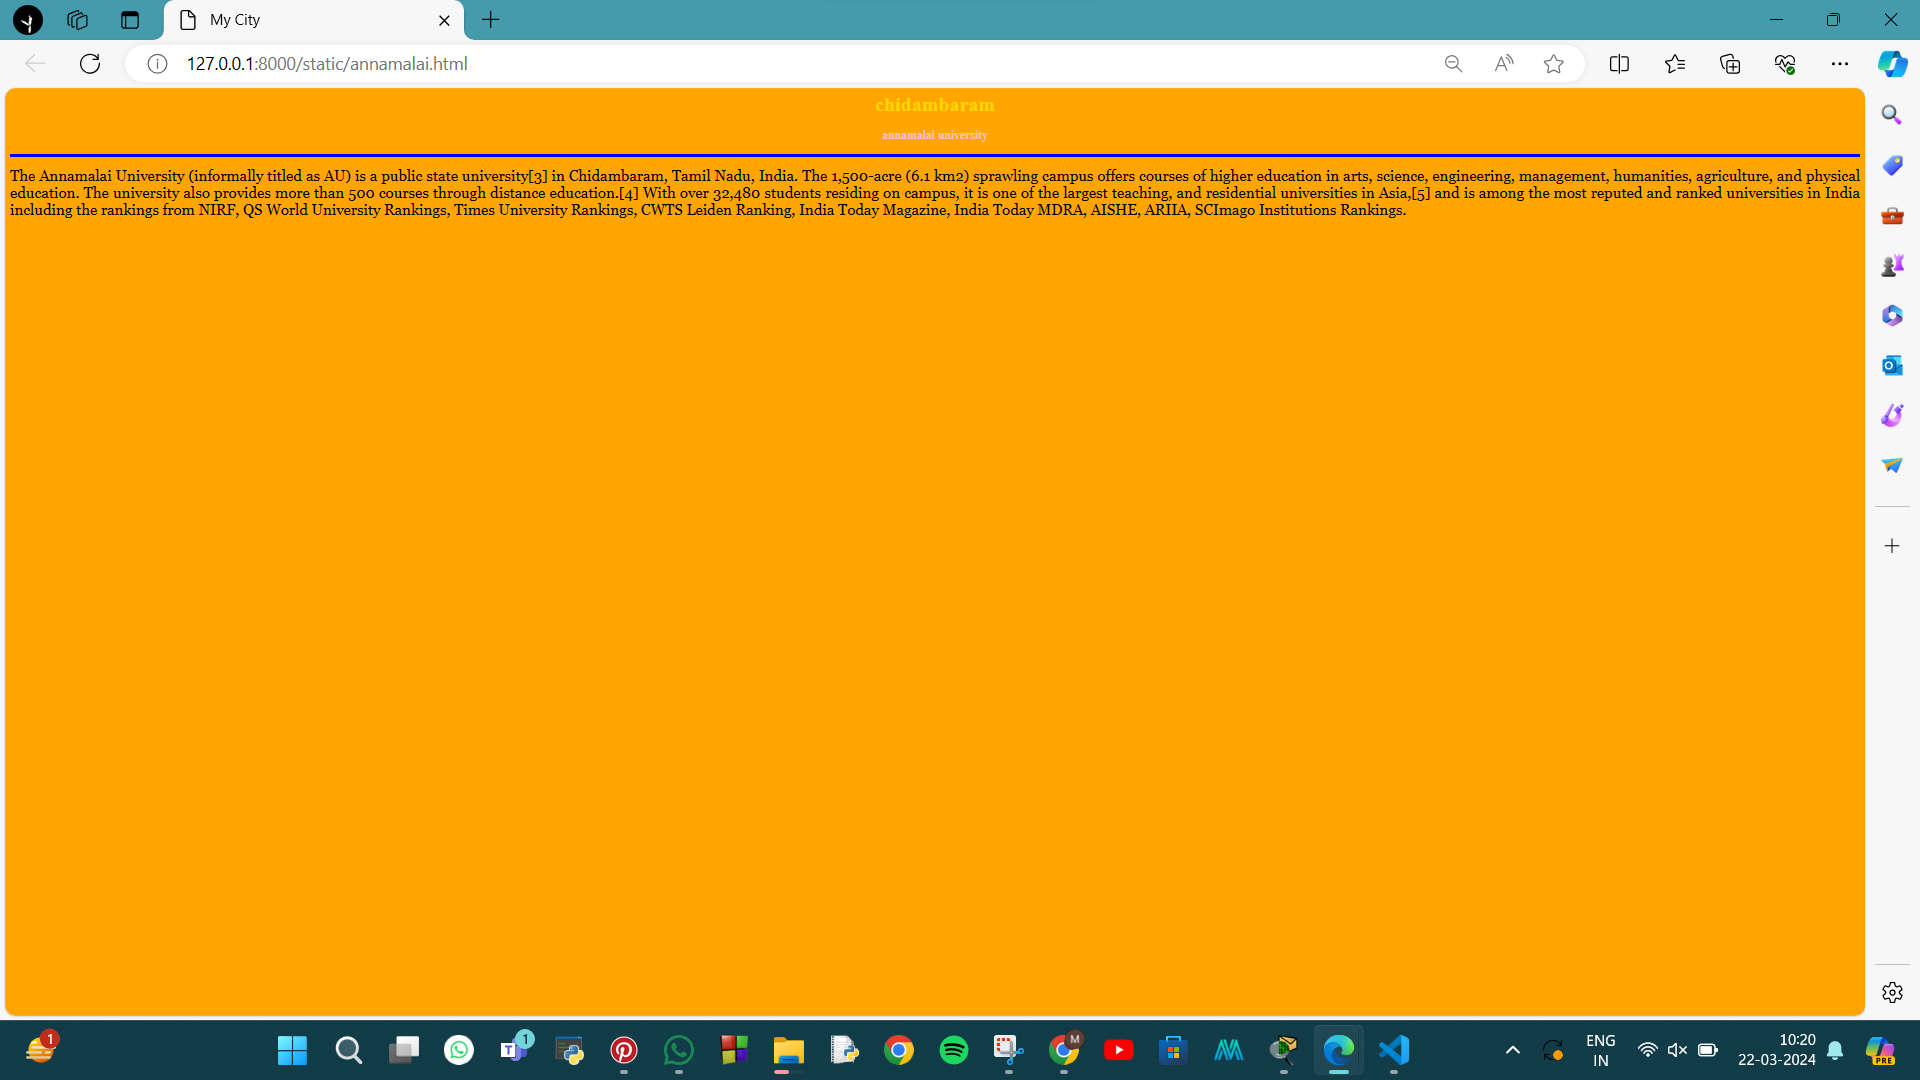 My City
127.0.0.1:8000/static/annamalai.html
chidambaram
annamalai university
The Annamalai University (informally titled as AU) is a public state university[3] in Chidambaram, Tamil Nadu, India. The 1,500-acre (6.1 km2) sprawling campus offers courses of higher education in arts, science, engineering, management, humanities, agriculture, and physical
education. The university also provides more than 500 courses through distance education.[4] With over 32,480 students residing on campus, it is one of the largest teaching, and residential universities in Asia,[5] and is among the most reputed and ranked universities in India
including the rankings from NIRF, QS World University Rankings, Times University Rankings, CWTS Leiden Ranking, India Today Magazine, India Today MDRA, AISHE, ARIIA, SCImago Institutions Rankings.
1
1
M
ENG
IN
10:20
22-03-2024
PRE